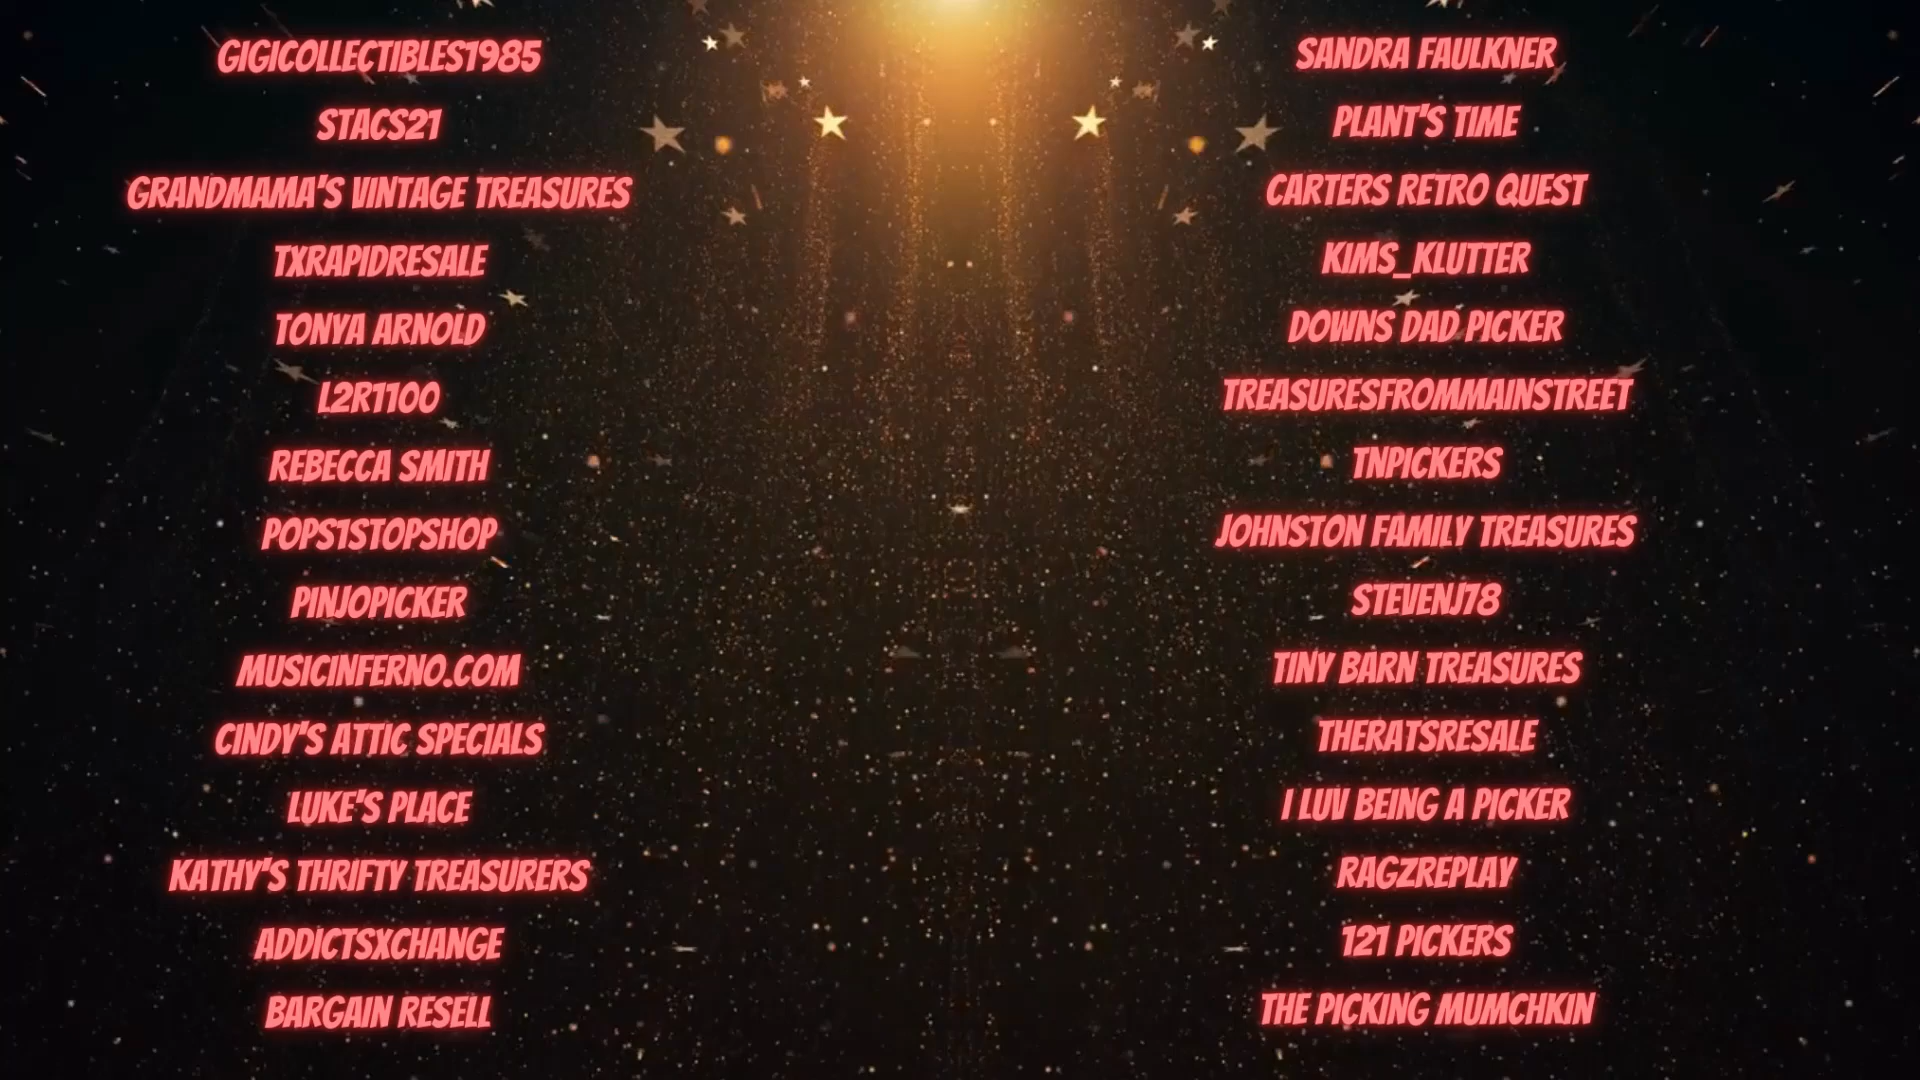 GIGICOLLECTIBLES1985
STACS21
GRANDMAMA'S VINTAGE TREASURES
TXRAPIDRESALE
TONYA ARNOLD
L2R1100
REBECCA SMITH
POPS1STOPSHOP
PINJOPICKER
MUSICINFERNO.COM
CINDY'S ATTIC SPECIALS
LUKE'S PLACE
KATHY'S THRIFTY TREASURERS
ADDICTSXCHANGE
BARGAIN RESELL
SANDRA FAULKNER
PLANT'S TIME
CARTERS RETRO QUEST
KIMS_KLUTTER
DOWNS DAD PICKER
TREASURESFROMMAINSTREET
TNPICKERS
JOHNSTON FAMILY TREASURES
STEVENJ78
TINY BARN TREASURES
THERATSRESALE
I LUV BEING A PICKER
RAGZREPLAY
121 PICKERS
THE PICKING MUMCHKIN